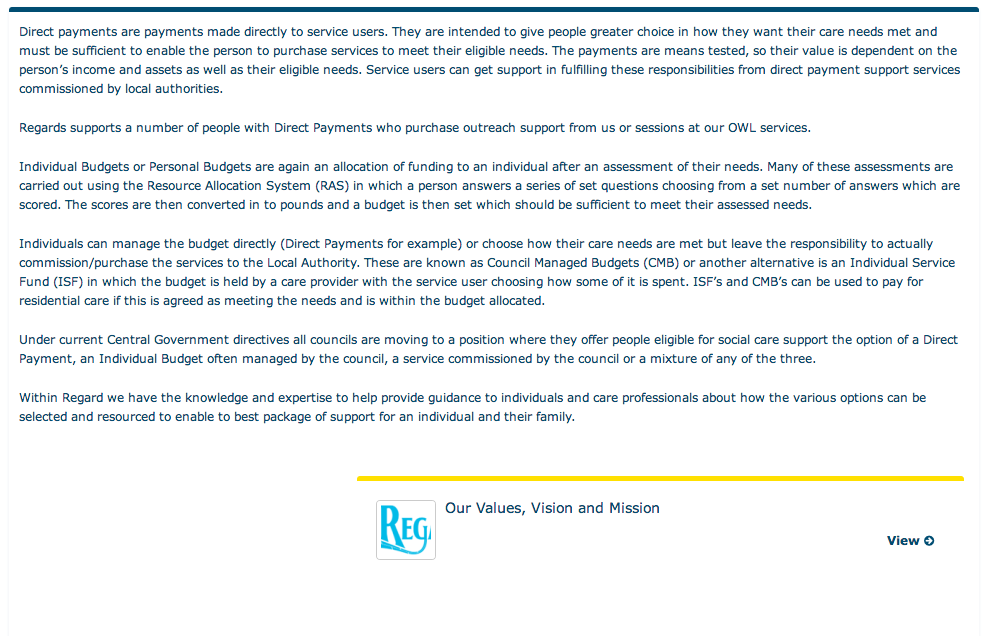 Direct payments are payments made directly to service users. They are intended to give people greater choice in how they want their care needs met and
must be sufficient to enable the person to purchase services to meet their eligible needs. The payments are means tested, so their value is dependent on the
person's income and assets as well as their eligible needs. Service users can get support in fulfilling these responsibilities from direct payment support services
commissioned by local authorities.
Regards supports a number of people with Direct Payments who purchase outreach support from us or sessions at our OWL services.
Individual Budgets or Personal Budgets are again an allocation of funding to an individual after an assessment of their needs. Many of these assessments are
carried out using the Resource Allocation System (RAS) in which a person answers a series of set questions choosing from a set number of answers which are
scored. The scores are then converted in to pounds and a budget is then set which should be sufficient to meet their assessed needs.
Individuals can manage the budget directly (Direct Payments for example) or choose how their care needs are met but leave the responsibility to actually
commission/purchase the services to the Local Authority. These are known as Council Managed Budgets (CMB) or another alternative is an Individual Service
Fund (ISF) in which the budget is held by a care provider with the service user choosing how some of it is spent. ISF's and CMB's can be used to pay for
residential care if this is agreed as meeting the needs and is within the budget allocated.
Under current Central Government directives all councils are moving to a position where they offer people eligible for social care support the option of a Direct
Payment, an Individual Budget often managed by the council, a service commissioned by the council or a mixture of any of the three.
Within Regard we have the knowledge and expertise to help provide guidance to individuals and care professionals about how the various options can be
selected and resourced to enable to best package of support for an individual and their family.
Our Values, Vision and Mission
REG
View